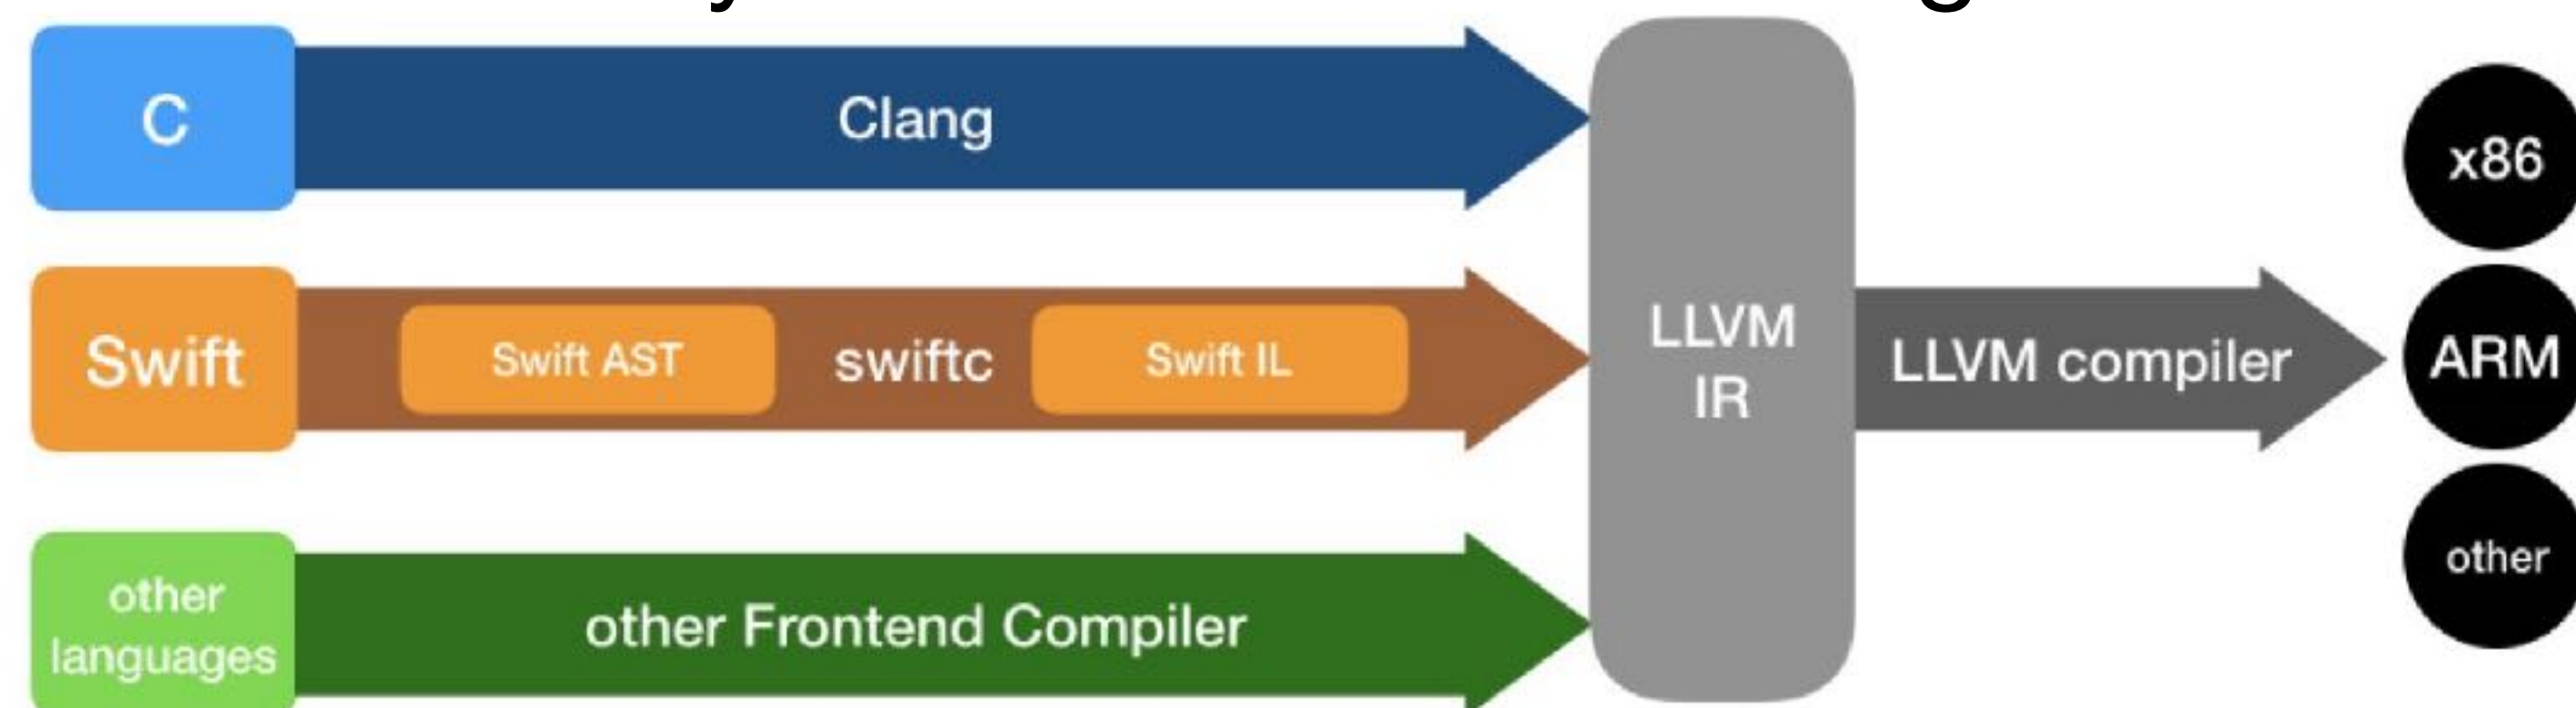 C
Clang
Swift
Swift AST
swiftc
Swift IL
other
languages
other Frontend Compiler
LLVM
IR
LLVM compiler
x86
ARM
other